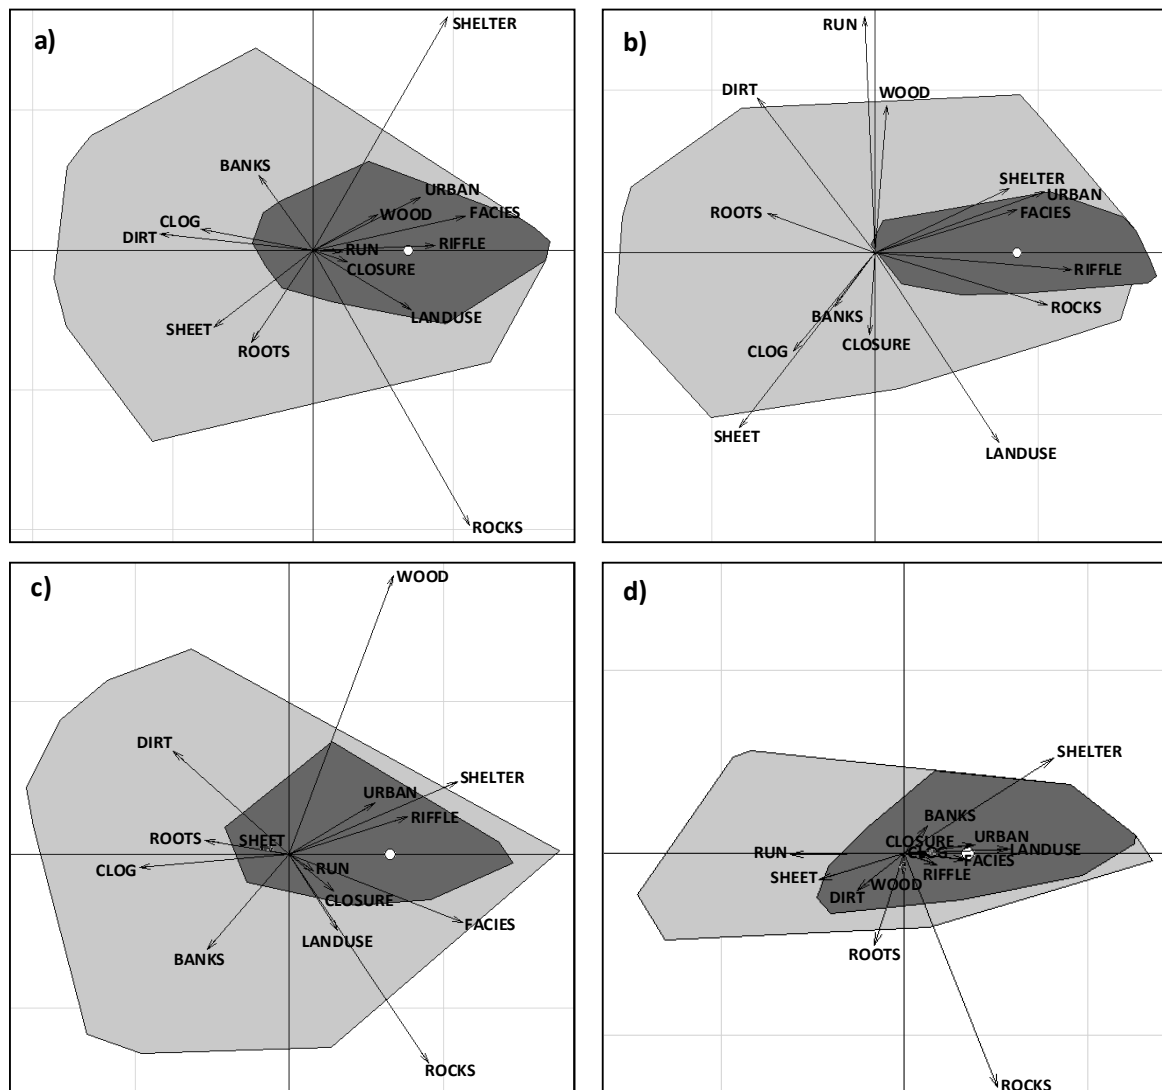 a)
SHELTER
BANKS
URBAN
CLOG
WOOD
FACIES
DIRT
RUN
RIFFLE
CLOSURE
LANDUSE
SHEET
ROOTS
ROCKS
b)
RUN
DIRT
WOOD
SHELTER
URBAN
ROOTS
FACIES
RIFFLE
ROCKS
BANKS
CLOSURE
CLOG
SHEET
LANDUSE
c)
WOOD
DIRT
SHELTER
URBAN
RIFFLE
ROOTS
SHEET
CLOG
RUN
CLOSURE
FACIES
LANDUSE
BANKS
ROCKS
d)
SHELTER
BANKS
CLOSURE
URBAN
LANDUSE
RUN
CLOG
FACIES
SHEET
RIFFLE
WOOD
DIRT
ROOTS
ROCKS